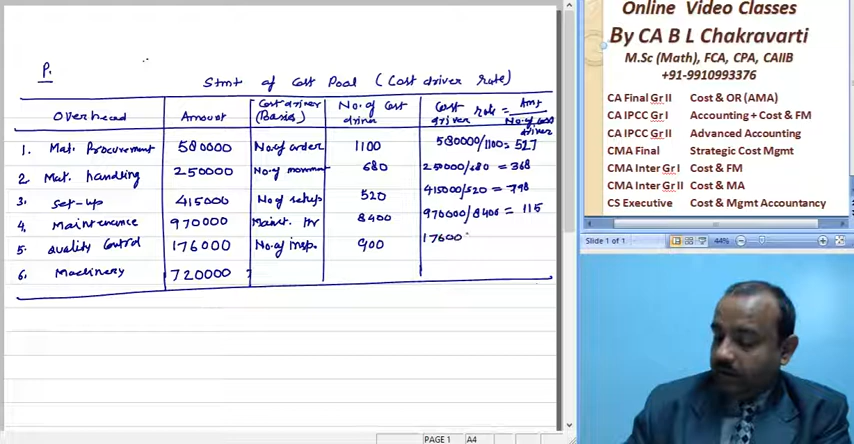 Online Video Classes
By CA B L Chakravarti
M.Sc (Math), FCA, CPA, CAIIB
+91-9910993376
CA Final Gr II Cost & OR (AMA)
CA IPCC Gr I Accounting + Cost & FM
CA IPCC Gr II Advanced Accounting
CMA Final Strategic Cost Mgmt
CMA Inter Gr I Cost & FM
CMA Inter Gr II Cost & MA
CS Executive Cost & Mgmt Accountancy
Slide 1 of 1 44%
P.
Stmt of Cost Pool (Cost driver rate)
Overhead Amount Cost driver (Basis) No. of Cost driver Cost driver rate = Amt / No. of Cost driver
1. Mat. Procurement 580000 No. of order 1100 580000/1100 = 527
2. Mat. handling 250000 No. of movement 680 250000/680 = 368
3. Set-up 415000 No of setups 520 415000/520 = 798
4. Maintenance 970000 Maint. Hr 8400 970000/8400 = 115
5. Quality Control 176000 No. of insp. 900 17600
6. Machinery 720000
PAGE 1 A4